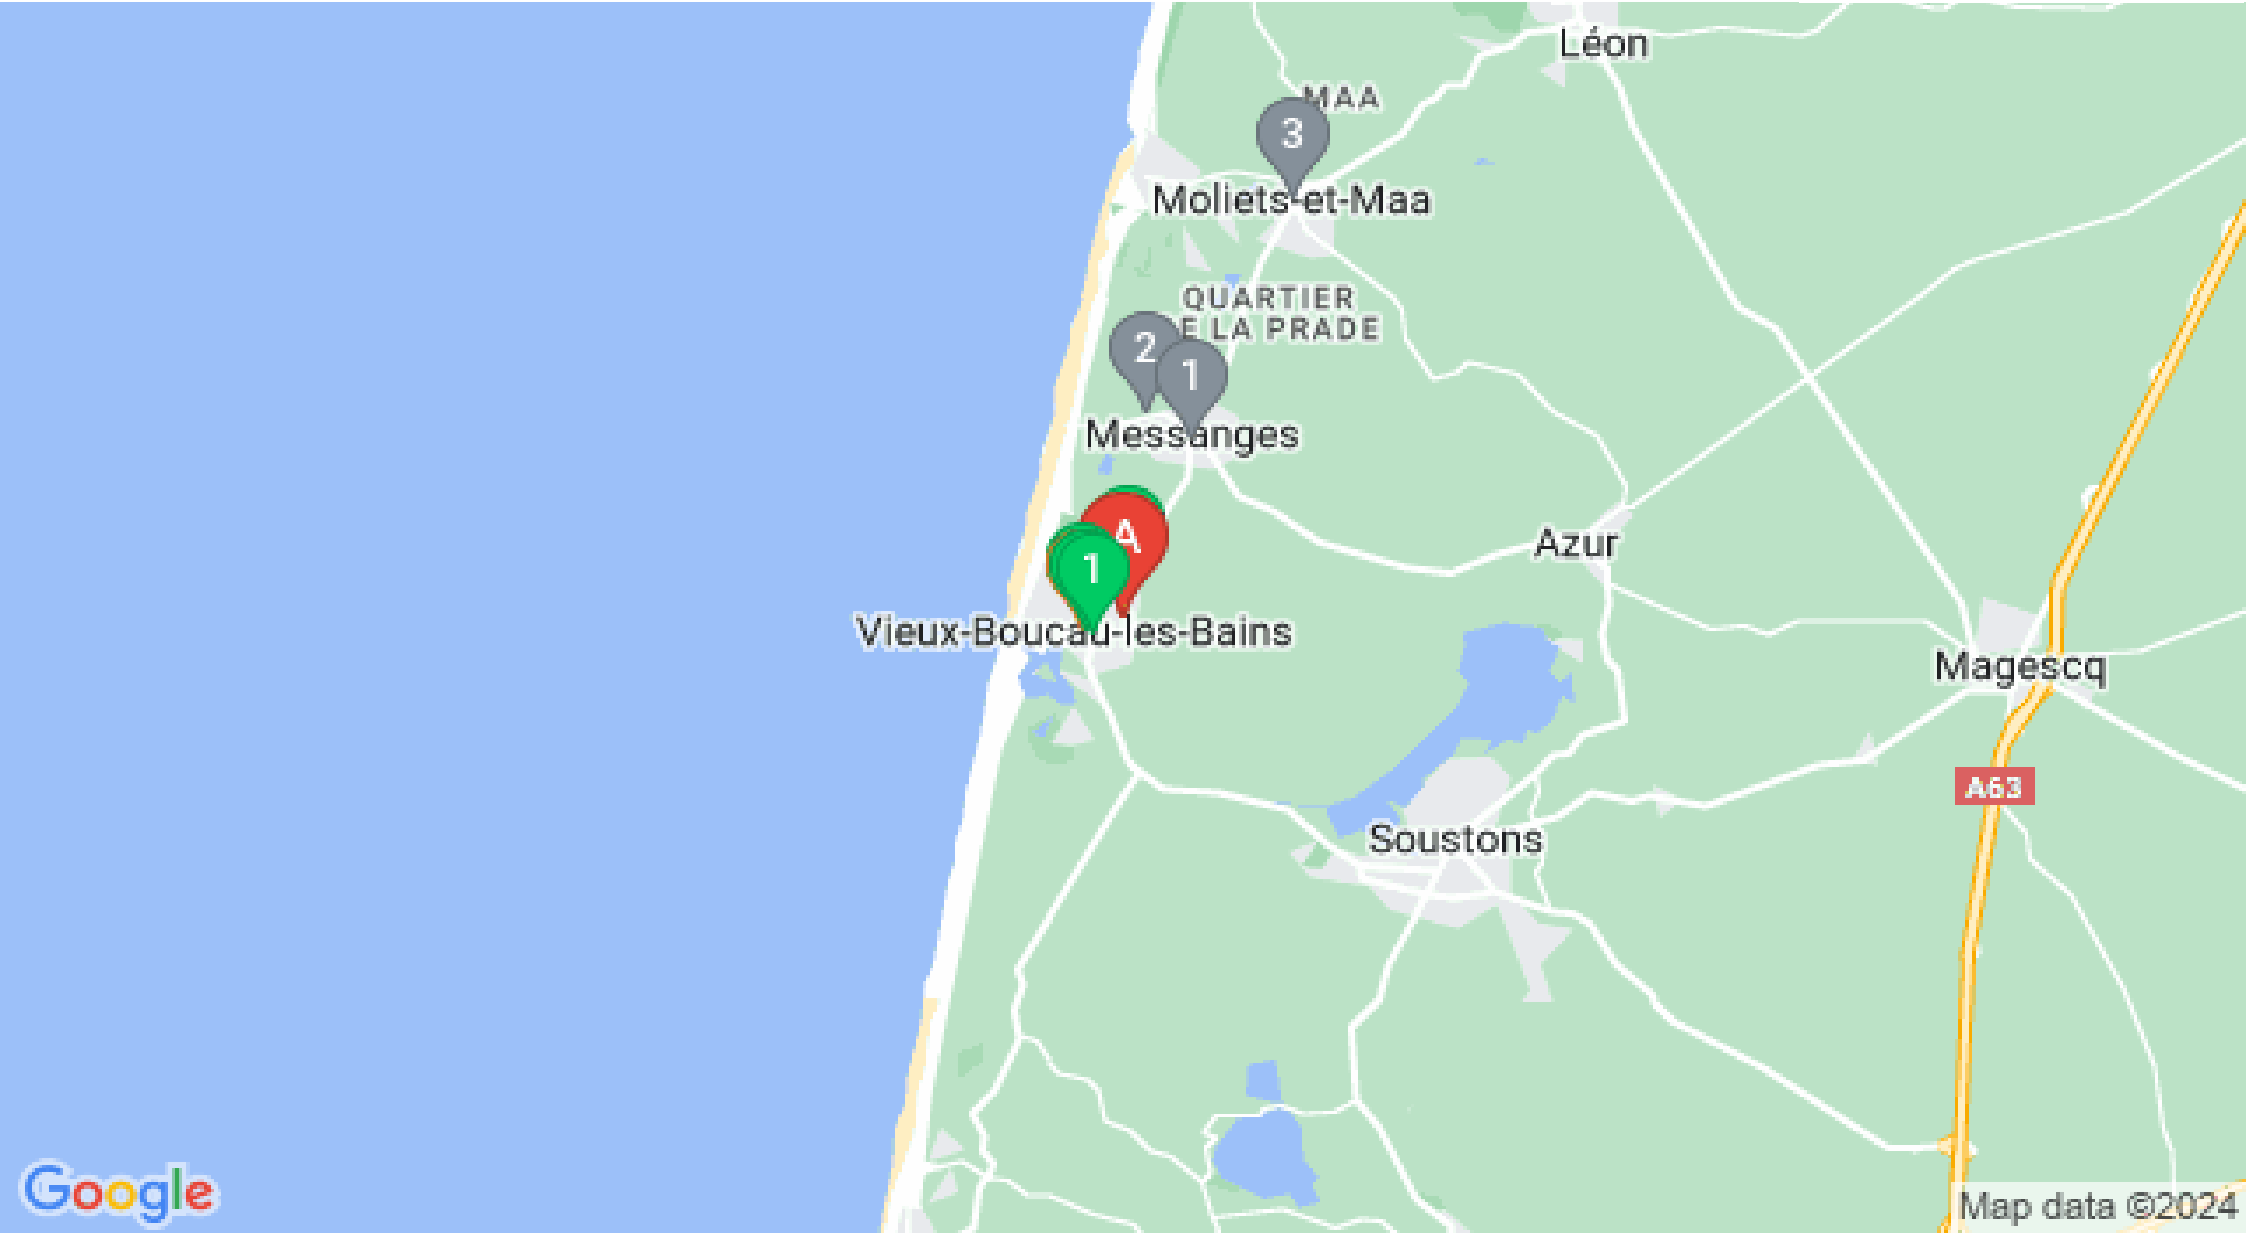 Léon
MAA
3
Moliets-et-Maa
QUARTIER
E LA PRADE
2
1
Messanges
A
1
Azur
Vieux-Boucau-les-Bains
Magescq
A63
Soustons
Google
Map data ©2024